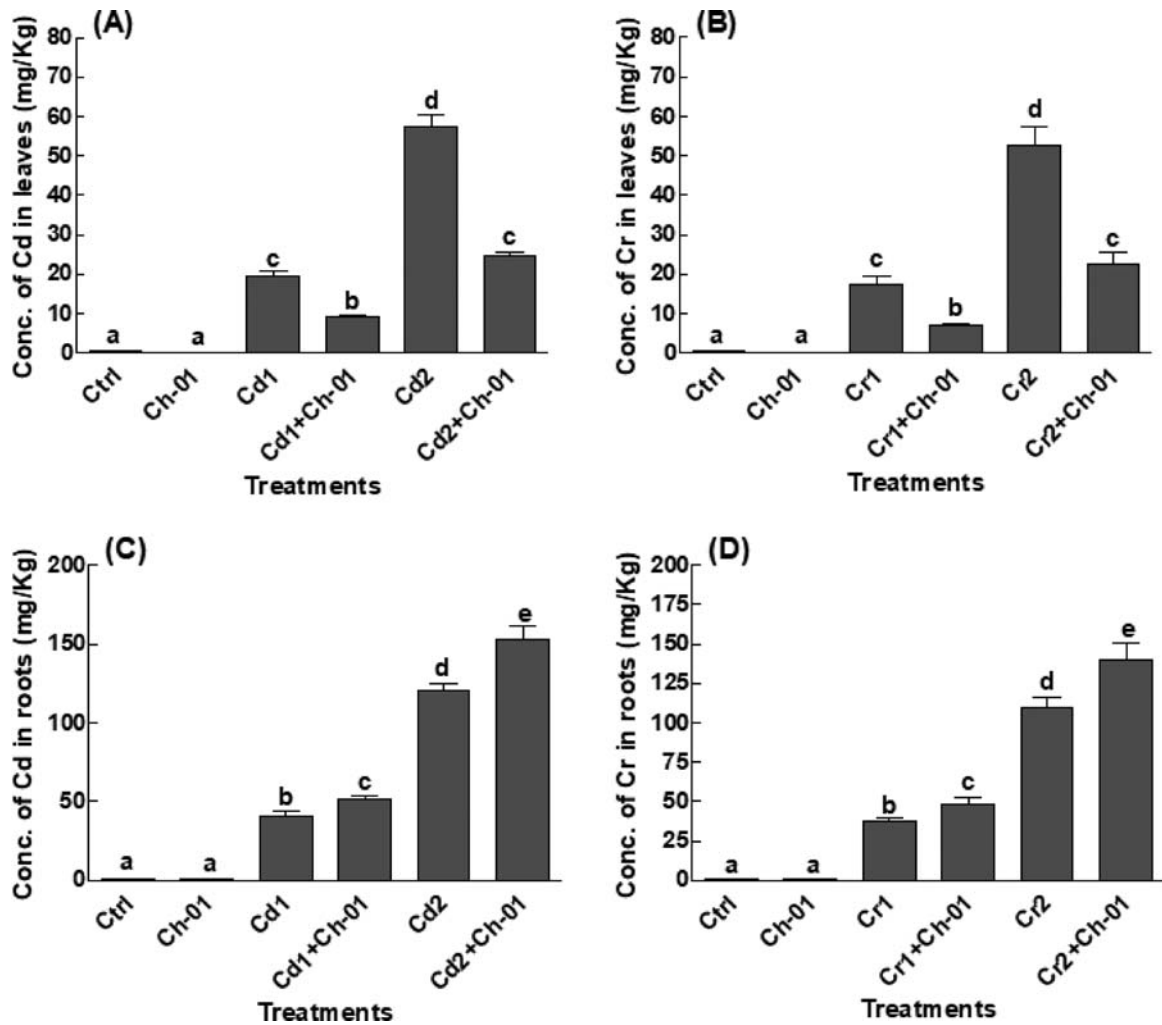 (A)
Conc. of Cd in leaves (mg/Kg)
80
70
60
50
40
30
20
10
0
a
a
c
b
d
c
Ctrl
Ch-01
Cd1
Cd1+Ch-01
Cd2
Cd2+Ch-01
Treatments
(B)
Conc. of Cr in leaves (mg/Kg)
80
70
60
50
40
30
20
10
0
a
a
c
b
d
c
Ctrl
Ch-01
Cr1
Cr1+Ch-01
Cr2
Cr2+Ch-01
Treatments
(C)
Conc. of Cd in roots (mg/Kg)
200
150
100
50
0
a
a
b
c
d
e
Ctrl
Ch-01
Cd1
Cd1+Ch-01
Cd2
Cd2+Ch-01
Treatments
(D)
Conc. of Cr in roots (mg/Kg)
200
175
150
125
100
75
50
25
0
a
a
b
c
d
e
Ctrl
Ch-01
Cr1
Cr1+Ch-01
Cr2
Cr2+Ch-01
Treatments